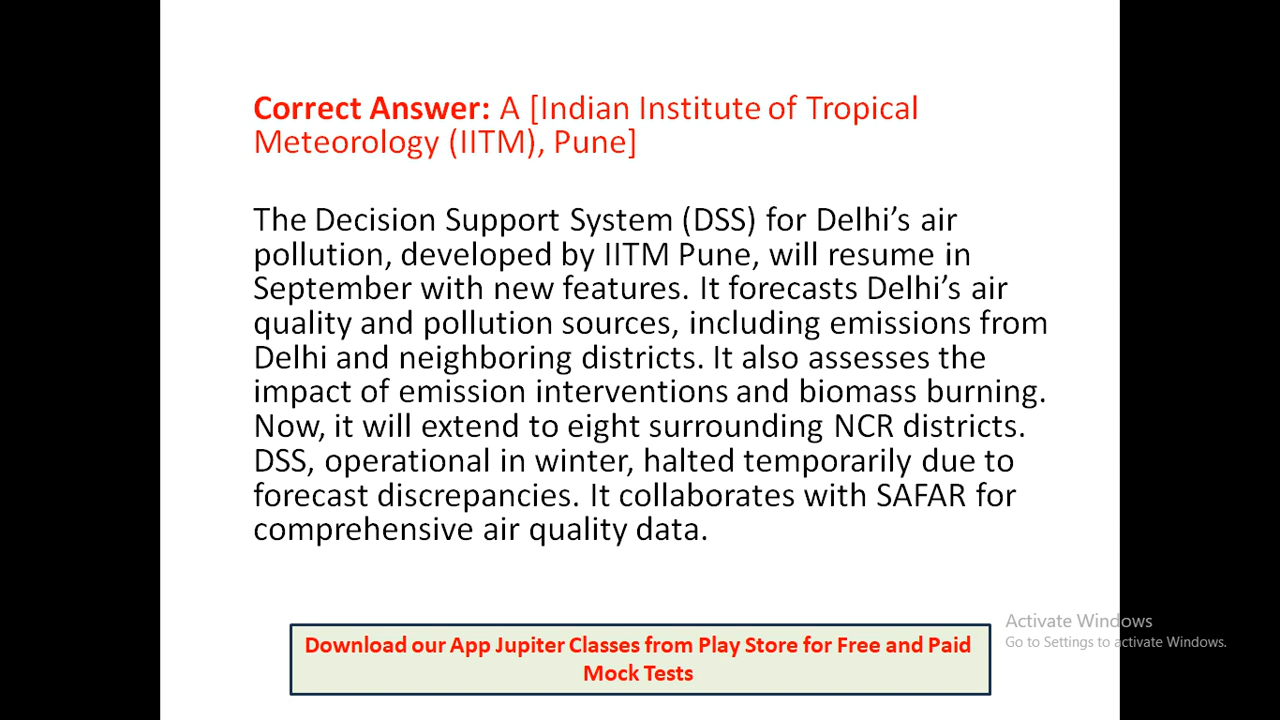 Correct Answer: A [Indian Institute of Tropical
Meteorology (IITM), Pune]
The Decision Support System (DSS) for Delhi’s air
pollution, developed by IITM Pune, will resume in
September with new features. It forecasts Delhi’s air
quality and pollution sources, including emissions from
Delhi and neighboring districts. It also assesses the
impact of emission interventions and biomass burning.
Now, it will extend to eight surrounding NCR districts.
DSS, operational in winter, halted temporarily due to
forecast discrepancies. It collaborates with SAFAR for
comprehensive air quality data.
Activate Windows
Go to Settings to activate Windows.
Download our App Jupiter Classes from Play Store for Free and Paid
Mock Tests